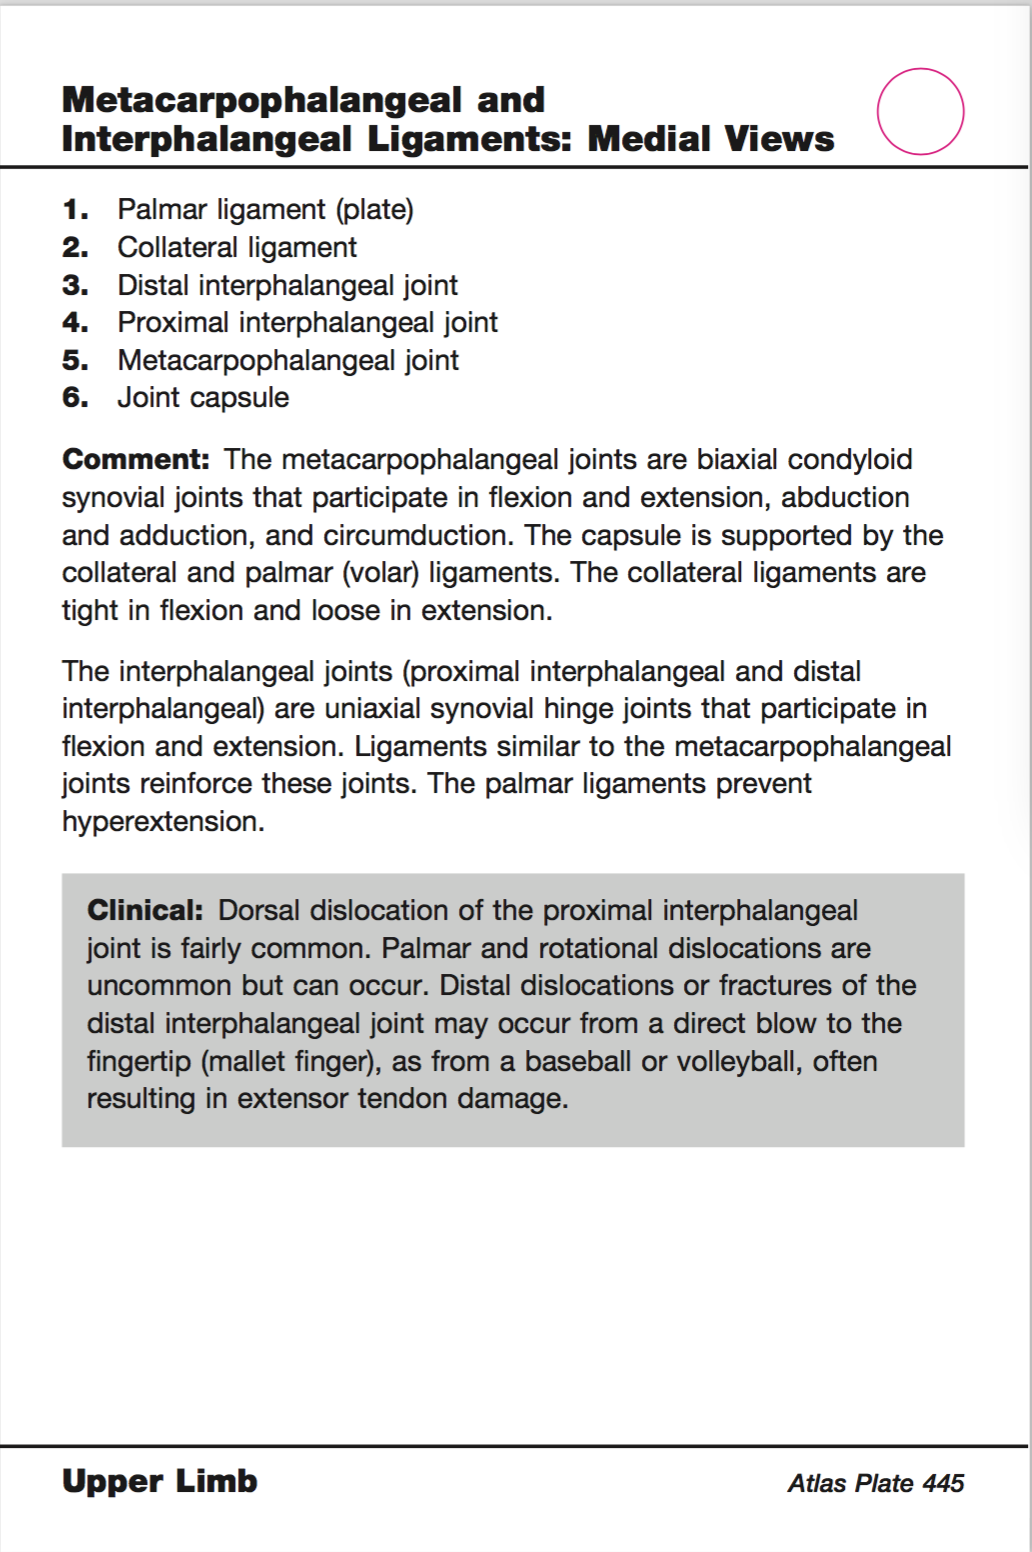 Metacarpophalangeal and
Interphalangeal Ligaments: Medial Views
1. Palmar ligament (plate)
2. Collateral ligament
3. Distal interphalangeal joint
4. Proximal interphalangeal joint
5. Metacarpophalangeal joint
6. Joint capsule
Comment: The metacarpophalangeal joints are biaxial condyloid
synovial joints that participate in flexion and extension, abduction
and adduction, and circumduction. The capsule is supported by the
collateral and palmar (volar) ligaments. The collateral ligaments are
tight in flexion and loose in extension.
The interphalangeal joints (proximal interphalangeal and distal
interphalangeal) are uniaxial synovial hinge joints that participate in
flexion and extension. Ligaments similar to the metacarpophalangeal
joints reinforce these joints. The palmar ligaments prevent
hyperextension.
Clinical: Dorsal dislocation of the proximal interphalangeal
joint is fairly common. Palmar and rotational dislocations are
uncommon but can occur. Distal dislocations or fractures of the
distal interphalangeal joint may occur from a direct blow to the
fingertip (mallet finger), as from a baseball or volleyball, often
resulting in extensor tendon damage.
Upper Limb
Atlas Plate 445